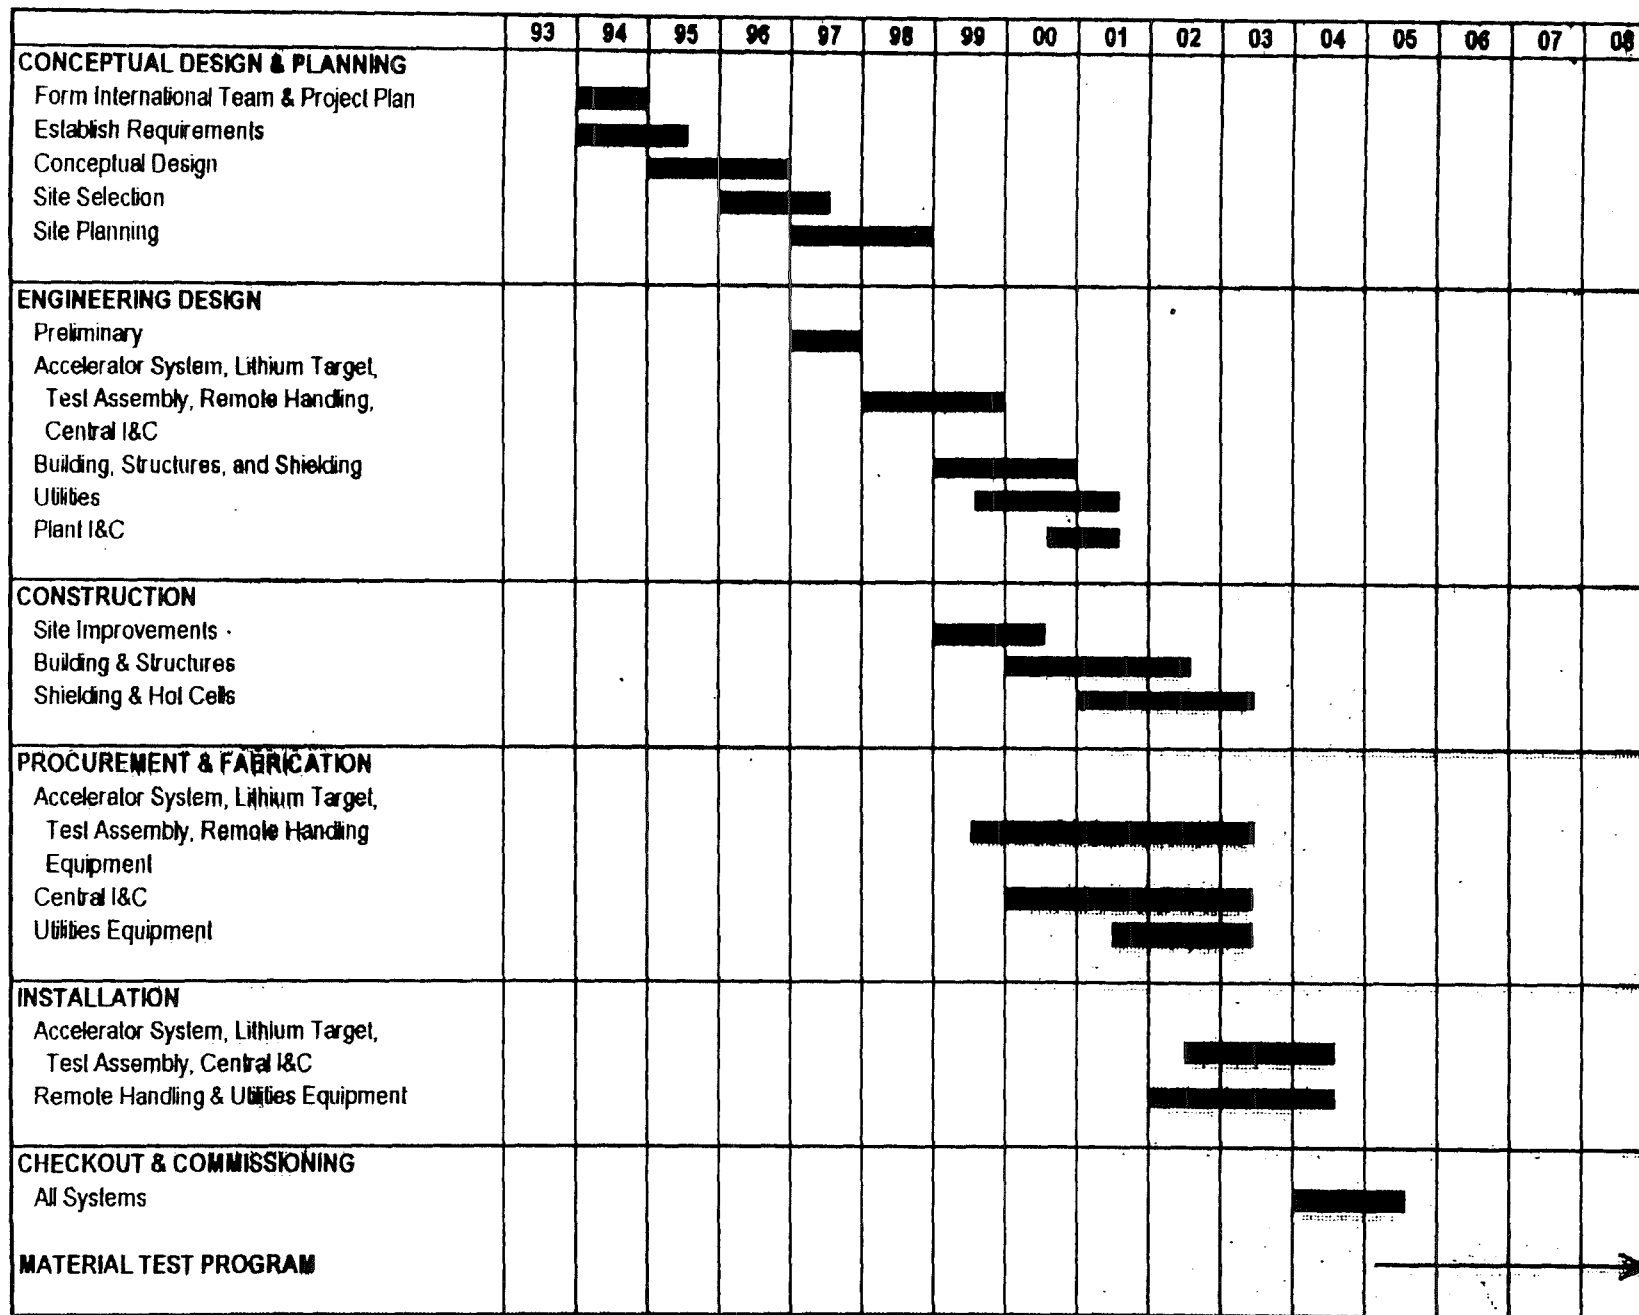 93 94 95 96 97 98 99 00 01 02 03 04 05 06 07 08
CONCEPTUAL DESIGN & PLANNING
Form International Team & Project Plan
Establish Requirements
Conceptual Design
Site Selection
Site Planning
ENGINEERING DESIGN
Preliminary
Accelerator System, Lithium Target,
Test Assembly, Remote Handling,
Central I&C
Building, Structures, and Shielding
Utilities
Plant I&C
CONSTRUCTION
Site Improvements
Building & Structures
Shielding & Hot Cells
PROCUREMENT & FABRICATION
Accelerator System, Lithium Target,
Test Assembly, Remote Handling
Equipment
Central I&C
Utilities Equipment
INSTALLATION
Accelerator System, Lithium Target,
Test Assembly, Central I&C
Remote Handling & Utilities Equipment
CHECKOUT & COMMISSIONING
All Systems
MATERIAL TEST PROGRAM